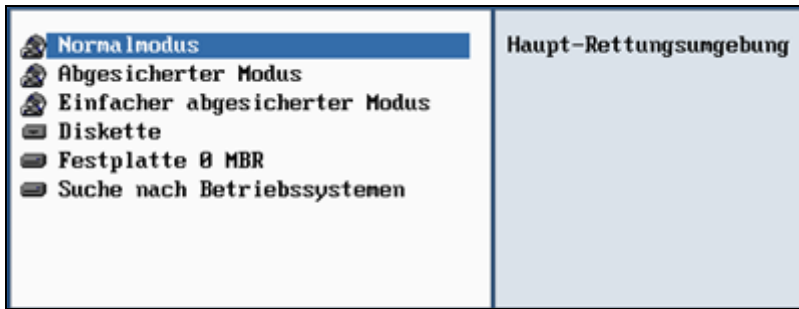 Normalmodus
Abgesicherter Modus
Einfacher abgesicherter Modus
Diskette
Festplatte 0 MBR
Suche nach Betriebssystemen
Haupt-Rettungsumgebung